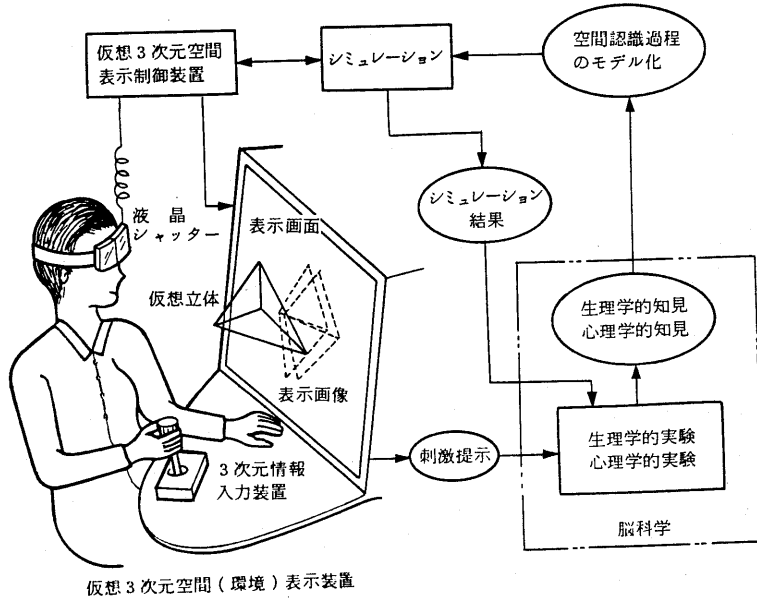 仮想3次元空間
表示制御装置
シミュレーション
空間認識過程
のモデル化
液晶
シャッター
表示画面
シミュレーション
結果
仮想立体
生理学的知見
心理学的知見
表示画像
3次元情報
入力装置
刺激提示
生理学的実験
心理学的実験
脳科学
仮想3次元空間(環境)表示装置